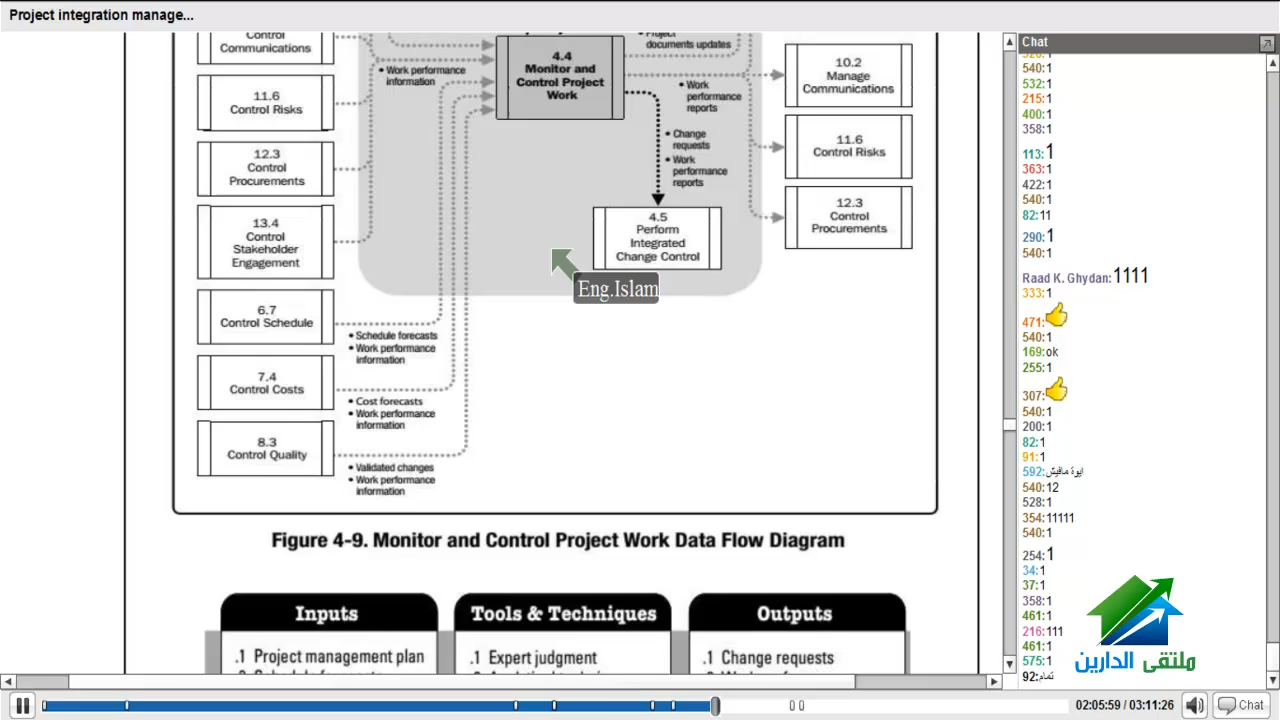 Project integration manage...
Control
Communications
11.6
Control Risks
12.3
Control
Procurements
13.4
Control
Stakeholder
Engagement
6.7
Control Schedule
7.4
Control Costs
8.3
Control Quality
• Work performance
information
• Schedule forecasts
• Work performance
information
• Cost forecasts
• Work performance
information
• Validated changes
• Work performance
information
4.4
Monitor and
Control Project
Work
• Project
documents updates
• Work
performance
reports
• Change
requests
• Work
performance
reports
4.5
Perform
Integrated
Change Control
Eng.Islam
10.2
Manage
Communications
11.6
Control Risks
12.3
Control
Procurements
Figure 4-9. Monitor and Control Project Work Data Flow Diagram
Inputs
.1 Project management plan
Tools & Techniques
.1 Expert judgment
Outputs
.1 Change requests
Chat
540:1
532:1
215:1
400:1
358:1
113:1
363:1
422:1
540:1
82:11
290:1
540:1
Raad K. Ghydan: 1111
333:1
471:
540:1
169:ok
255:1
307:
540:1
200:1
82:1
91:1
592: ايوة مافيش
540:12
528:1
354:11111
540:1
254:1
34:1
37:1
358:1
461:1
216:111
461:1
575:1
92: تمام
ملتقى الدارين
02:05:59 / 03:11:26
Chat